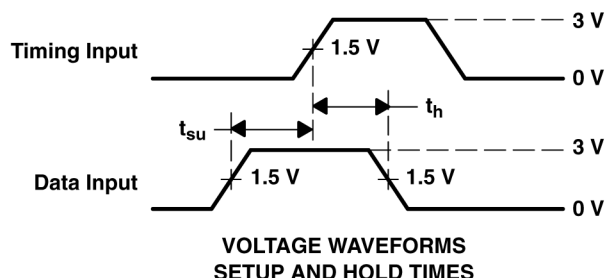 3 V
Timing Input
1.5 V
0 V
t_h
t_su
3 V
Data Input
1.5 V
1.5 V
0 V
VOLTAGE WAVEFORMS
SETUP AND HOLD TIMES